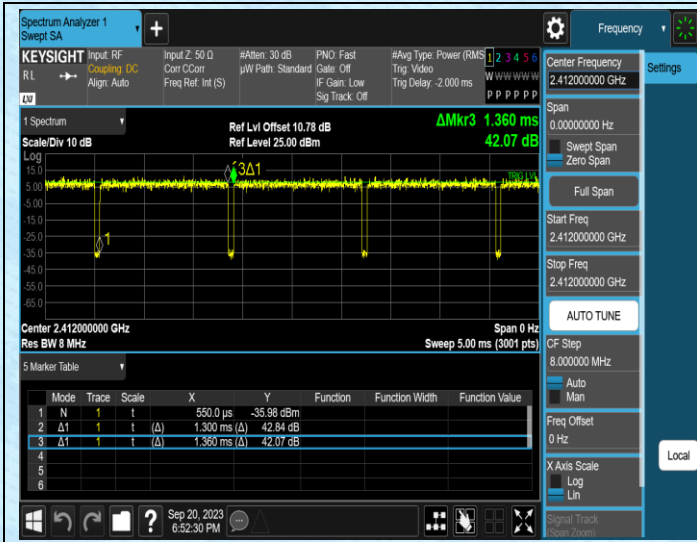 Spectrum Analyzer 1
Swept SA
+
Frequency
KEYSIGHT
Input: RF
Input Z: 50 Ω
#Atten: 30 dB
PNO: Fast
#Avg Type: Power (RMS
1 2 3 4 5 6
RL
Coupling: DC
Corr CCorr
µW Path: Standard
Gate: Off
Trig: Video
W W W W W W
Align: Auto
Freq Ref: Int (S)
IF Gain: Low
Trig Delay: -2.000 ms
Sig Track: Off
P P P P P P
LXI
1 Spectrum
Ref Lvl Offset 10.78 dB
ΔMkr3 1.360 ms
Scale/Div 10 dB
Ref Level 25.00 dBm
42.07 dB
Log
15.0
3Δ1
TRIG LVL
5.00
-5.00
-15.0
-25.0
1
-35.0
-45.0
-55.0
-65.0
Center 2.412000000 GHz
Span 0 Hz
Res BW 8 MHz
Sweep 5.00 ms (3001 pts)
5 Marker Table
Mode Trace Scale X Y Function Function Width Function Value
1 N 1 t 550.0 µs -35.98 dBm
2 Δ1 1 t (Δ) 1.300 ms (Δ) 42.84 dB
3 Δ1 1 t (Δ) 1.360 ms (Δ) 42.07 dB
4
5
6
?
Sep 20, 2023
6:52:30 PM
Center Frequency
2.412000000 GHz
Span
0.00000000 Hz
Swept Span
Zero Span
Full Span
Start Freq
2.412000000 GHz
Stop Freq
2.412000000 GHz
AUTO TUNE
CF Step
8.000000 MHz
Auto
Man
Freq Offset
0 Hz
X Axis Scale
Log
Lin
Signal Track
(Span Zoom)
Settings
Local